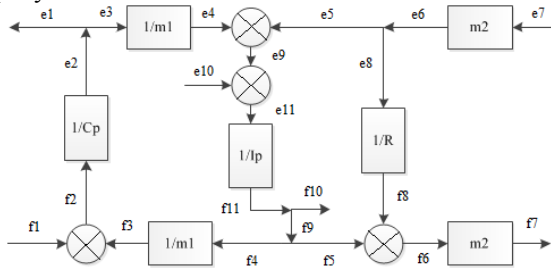 e1 e3 e4 e5 e6 e7
1/m1 m2
e2 e9 e8
e10
e11
1/Cp 1/Ip 1/R
f2 f11 f10 f8
f1 f3 f9 f7
1/m1 m2
f4 f5 f6